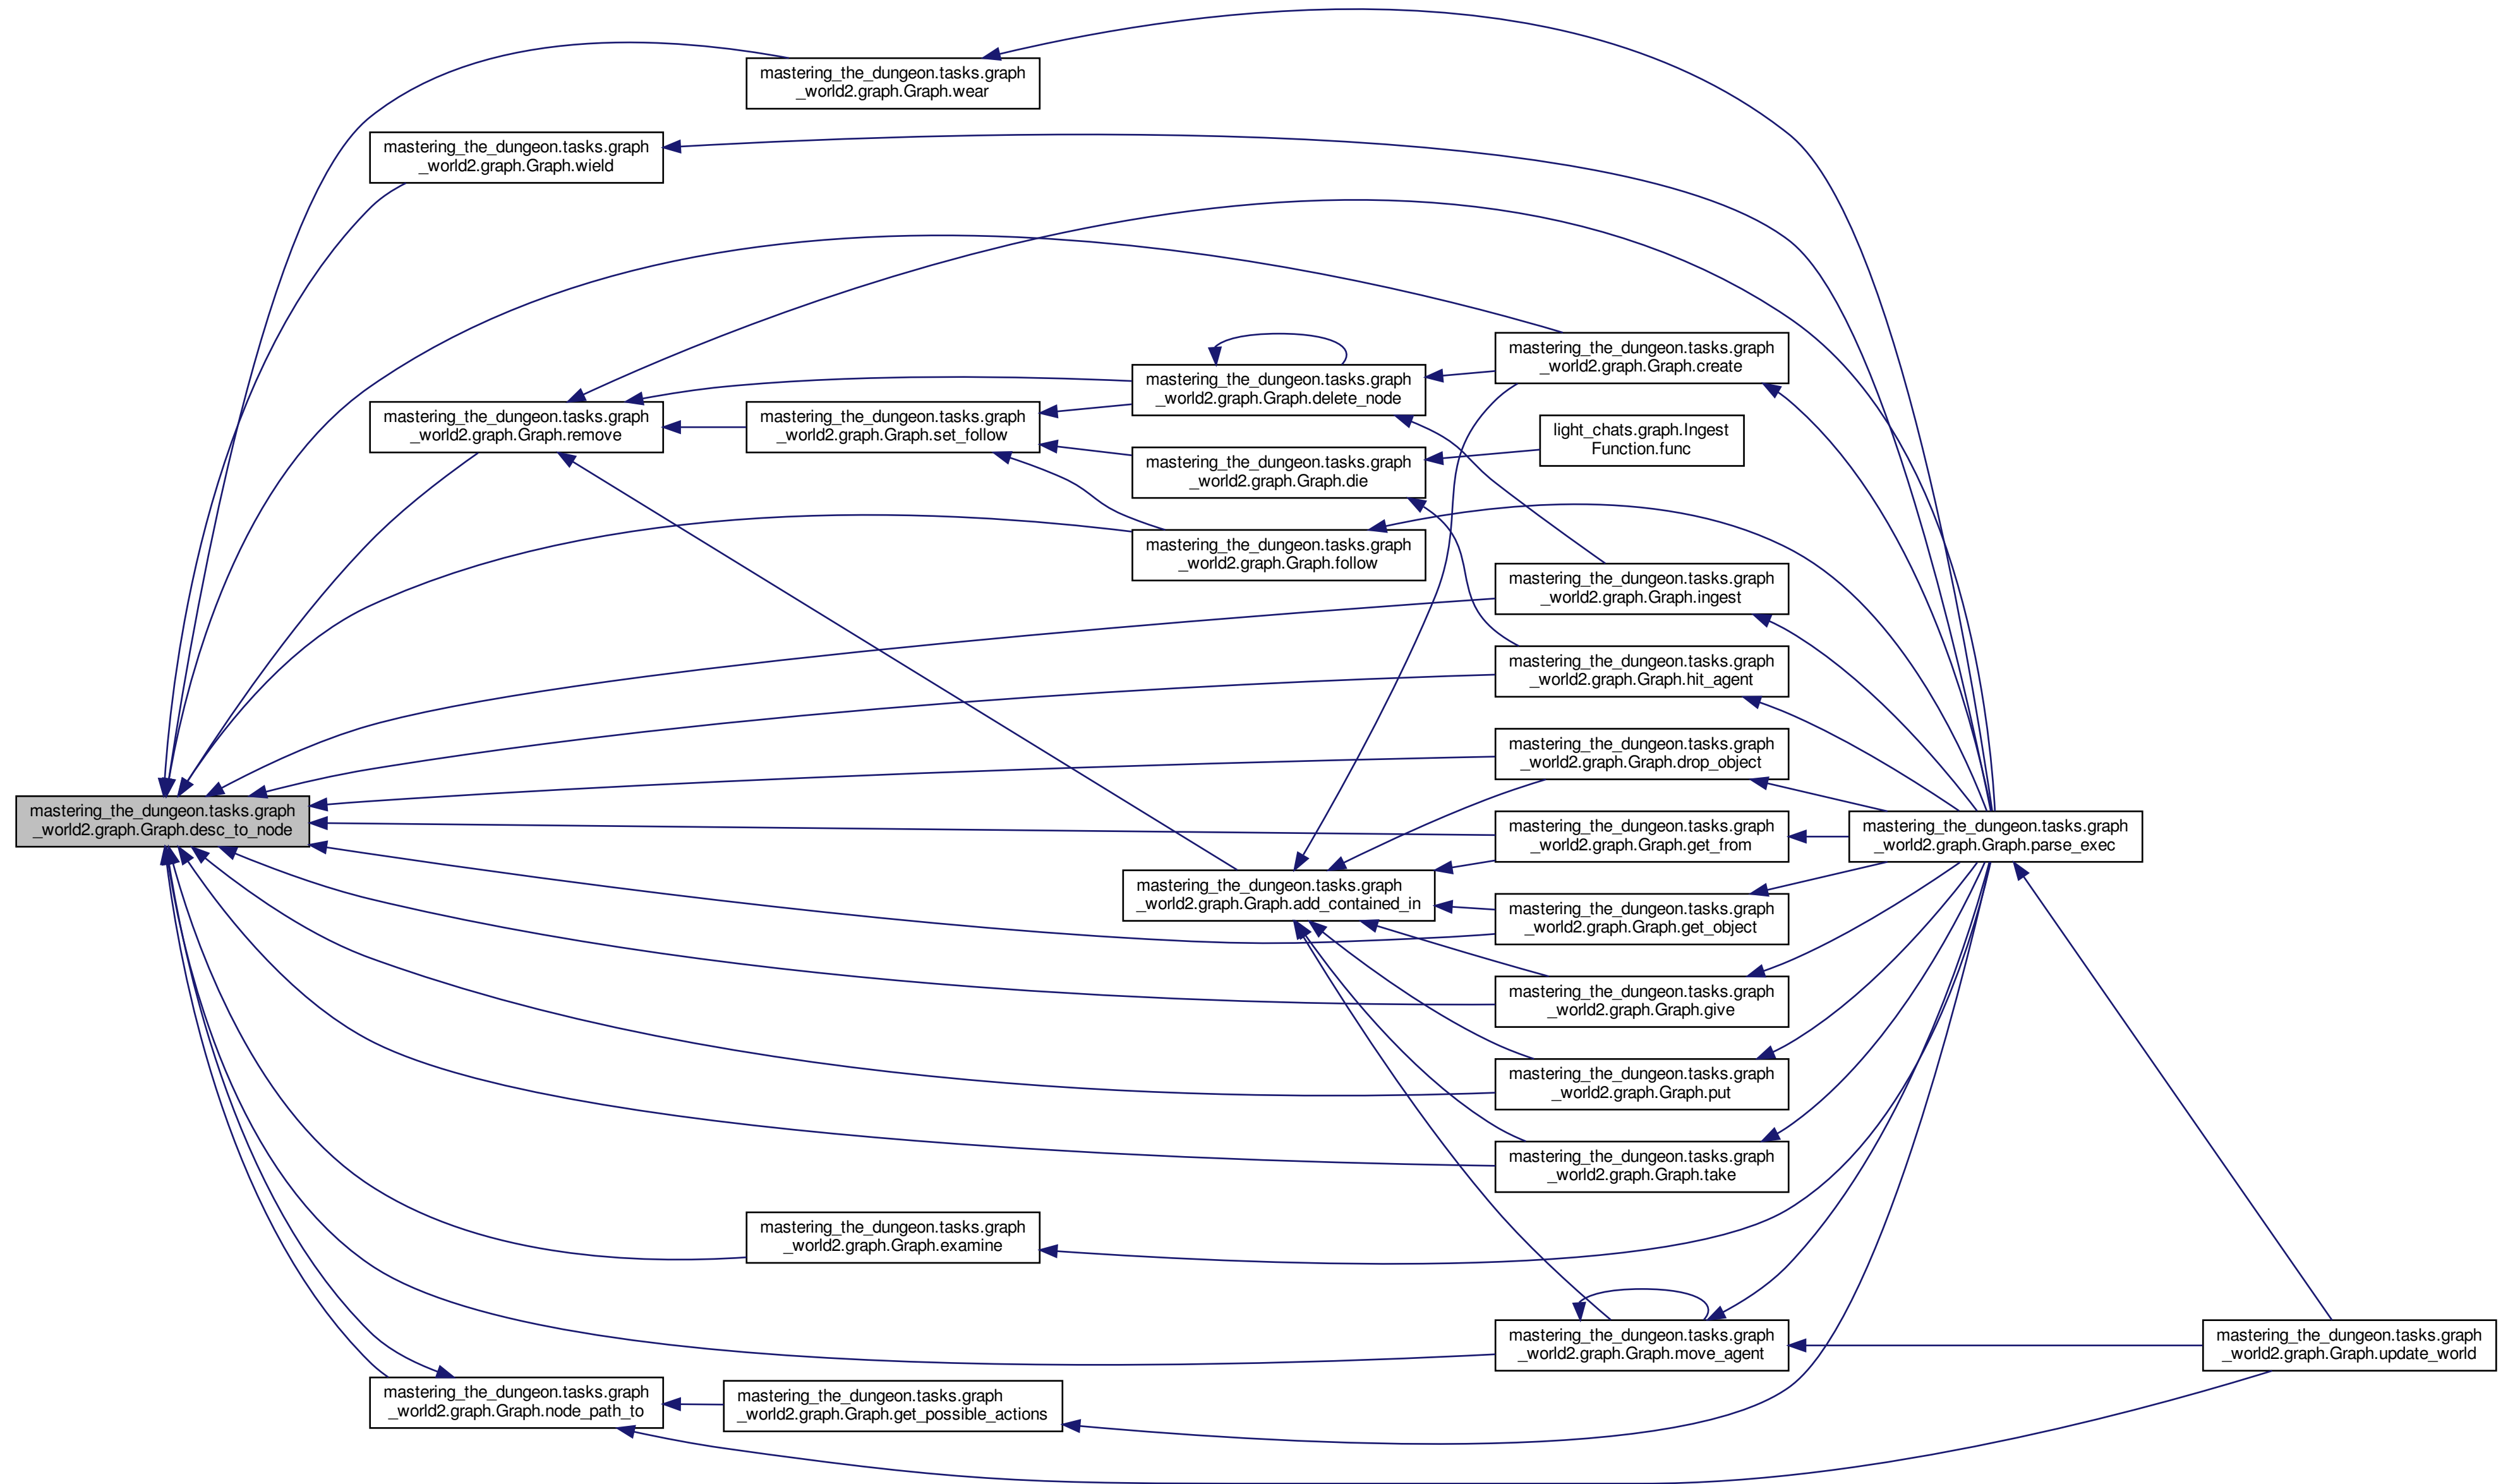 mastering_the_dungeon.tasks.graph
_world2.graph.Graph.wear
mastering_the_dungeon.tasks.graph
_world2.graph.Graph.wield
mastering_the_dungeon.tasks.graph
_world2.graph.Graph.create
mastering_the_dungeon.tasks.graph
_world2.graph.Graph.delete_node
mastering_the_dungeon.tasks.graph
_world2.graph.Graph.remove
mastering_the_dungeon.tasks.graph
_world2.graph.Graph.set_follow
light_chats.graph.Ingest
Function.func
mastering_the_dungeon.tasks.graph
_world2.graph.Graph.die
mastering_the_dungeon.tasks.graph
_world2.graph.Graph.follow
mastering_the_dungeon.tasks.graph
_world2.graph.Graph.ingest
mastering_the_dungeon.tasks.graph
_world2.graph.Graph.hit_agent
mastering_the_dungeon.tasks.graph
_world2.graph.Graph.drop_object
mastering_the_dungeon.tasks.graph
_world2.graph.Graph.desc_to_node
mastering_the_dungeon.tasks.graph
_world2.graph.Graph.get_from
mastering_the_dungeon.tasks.graph
_world2.graph.Graph.parse_exec
mastering_the_dungeon.tasks.graph
_world2.graph.Graph.add_contained_in
mastering_the_dungeon.tasks.graph
_world2.graph.Graph.get_object
mastering_the_dungeon.tasks.graph
_world2.graph.Graph.give
mastering_the_dungeon.tasks.graph
_world2.graph.Graph.put
mastering_the_dungeon.tasks.graph
_world2.graph.Graph.take
mastering_the_dungeon.tasks.graph
_world2.graph.Graph.examine
mastering_the_dungeon.tasks.graph
_world2.graph.Graph.move_agent
mastering_the_dungeon.tasks.graph
_world2.graph.Graph.update_world
mastering_the_dungeon.tasks.graph
_world2.graph.Graph.node_path_to
mastering_the_dungeon.tasks.graph
_world2.graph.Graph.get_possible_actions